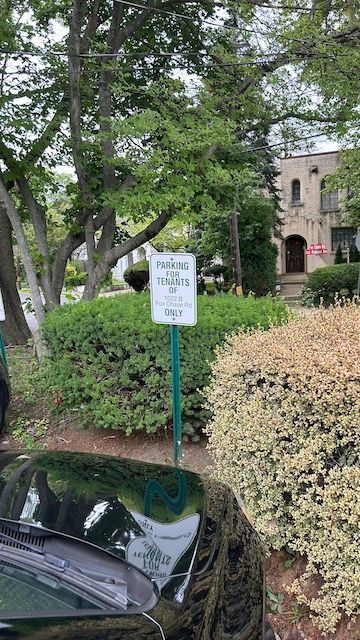 PARKING
FOR
TENANTS
OF
1022 B
Fox Chase Rd
ONLY